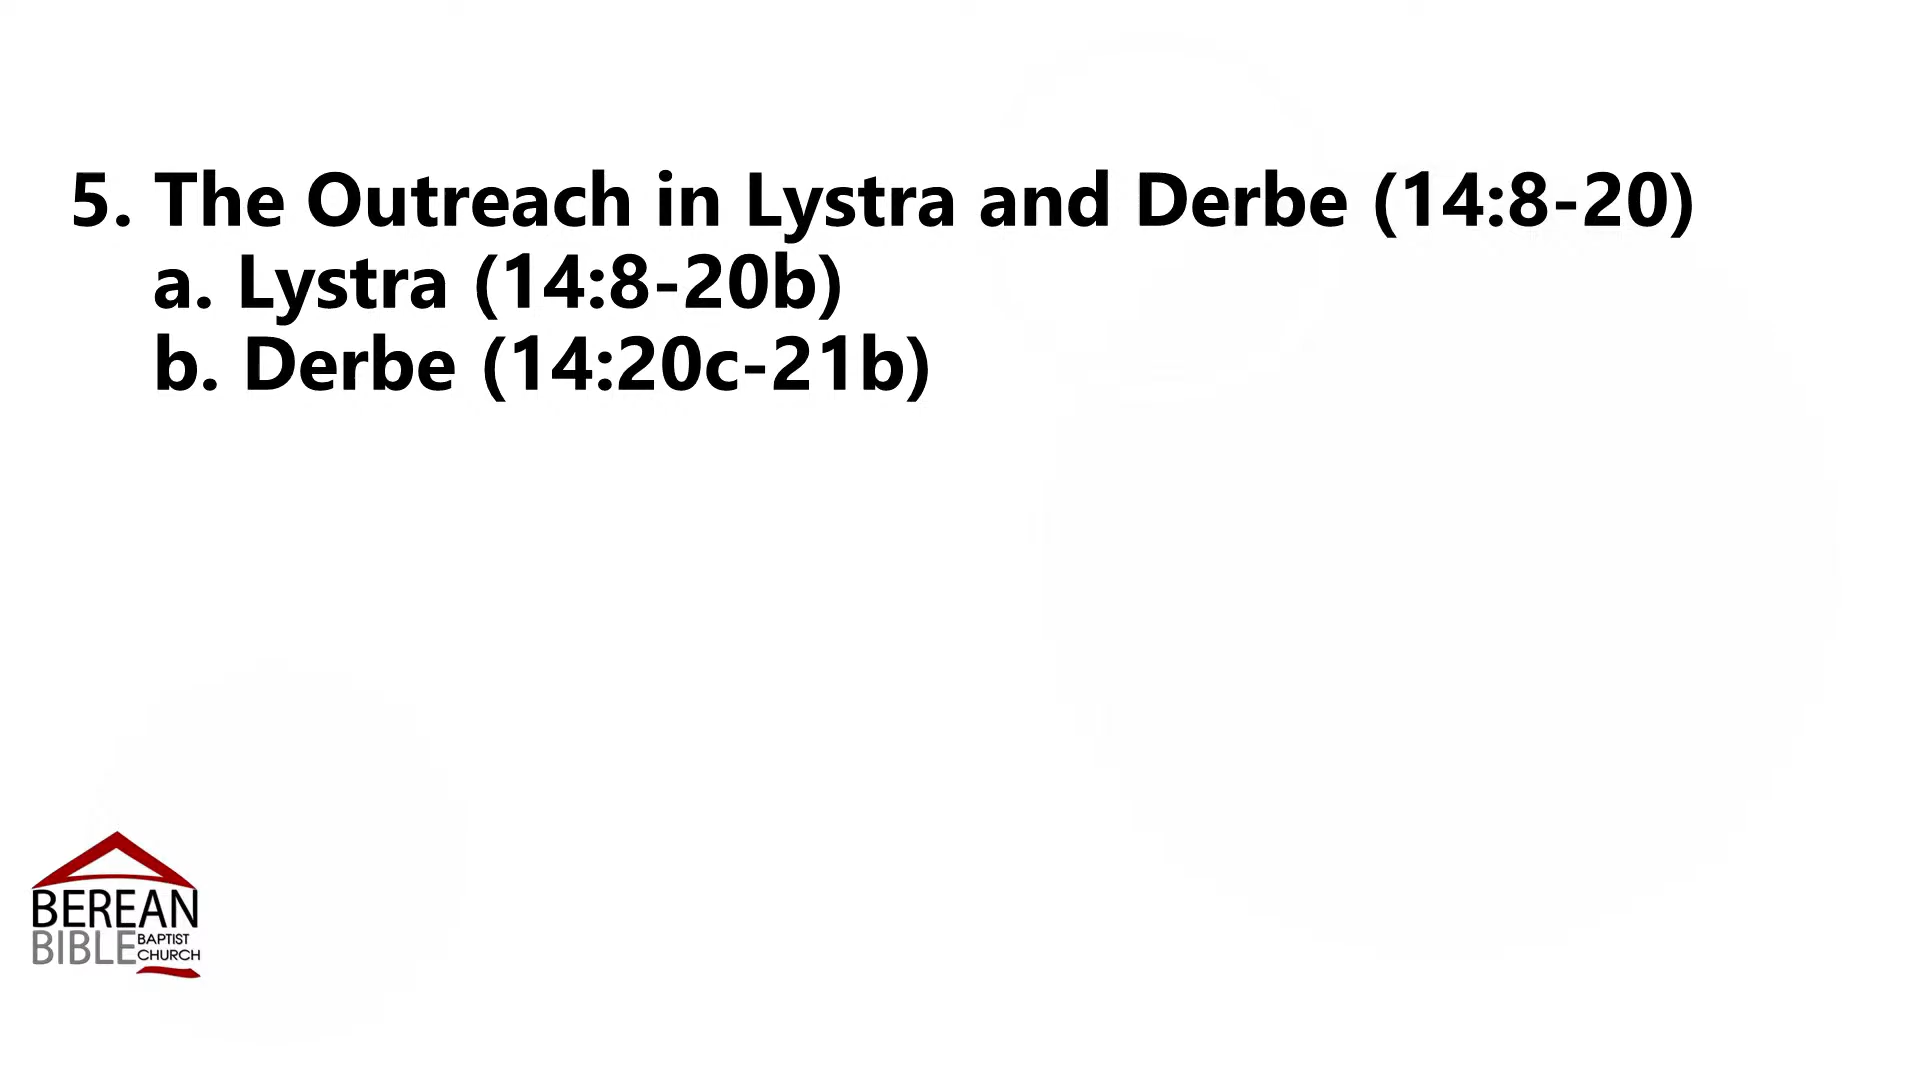 5. The Outreach in Lystra and Derbe (14:8-20)
a. Lystra (14:8-20b)
b. Derbe (14:20c-21b)
BEREAN
BIBLE BAPTIST
CHURCH